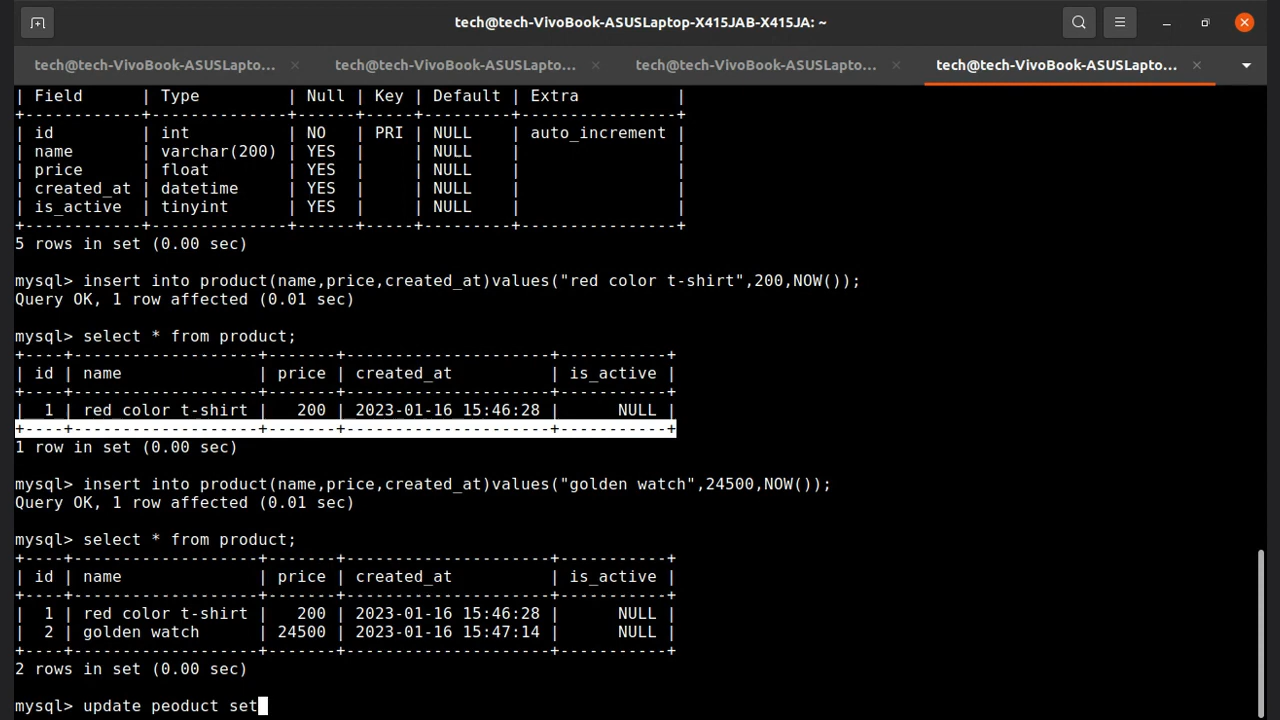 tech@tech-VivoBook-ASUSLaptop-X415JAB-X415JA: ~
tech@tech-VivoBook-ASUSLapto... × tech@tech-VivoBook-ASUSLapto... × tech@tech-VivoBook-ASUSLapto... × tech@tech-VivoBook-ASUSLapto... ×
| Field      | Type         | Null | Key | Default | Extra          |
+------------+--------------+------+-----+---------+----------------+
| id         | int          | NO   | PRI | NULL    | auto_increment |
| name       | varchar(200) | YES  |     | NULL    |                |
| price      | float        | YES  |     | NULL    |                |
| created_at | datetime     | YES  |     | NULL    |                |
| is_active  | tinyint      | YES  |     | NULL    |                |
+------------+--------------+------+-----+---------+----------------+
5 rows in set (0.00 sec)
mysql> insert into product(name,price,created_at)values("red color t-shirt",200,NOW());
Query OK, 1 row affected (0.01 sec)
mysql> select * from product;
+----+-------------------+-------+---------------------+-----------+
| id | name              | price | created_at          | is_active |
+----+-------------------+-------+---------------------+-----------+
|  1 | red color t-shirt |   200 | 2023-01-16 15:46:28 |      NULL |
+----+-------------------+-------+---------------------+-----------+
1 row in set (0.00 sec)
mysql> insert into product(name,price,created_at)values("golden watch",24500,NOW());
Query OK, 1 row affected (0.01 sec)
mysql> select * from product;
+----+-------------------+-------+---------------------+-----------+
| id | name              | price | created_at          | is_active |
+----+-------------------+-------+---------------------+-----------+
|  1 | red color t-shirt |   200 | 2023-01-16 15:46:28 |      NULL |
|  2 | golden watch      | 24500 | 2023-01-16 15:47:14 |      NULL |
+----+-------------------+-------+---------------------+-----------+
2 rows in set (0.00 sec)
mysql> update peoduct set